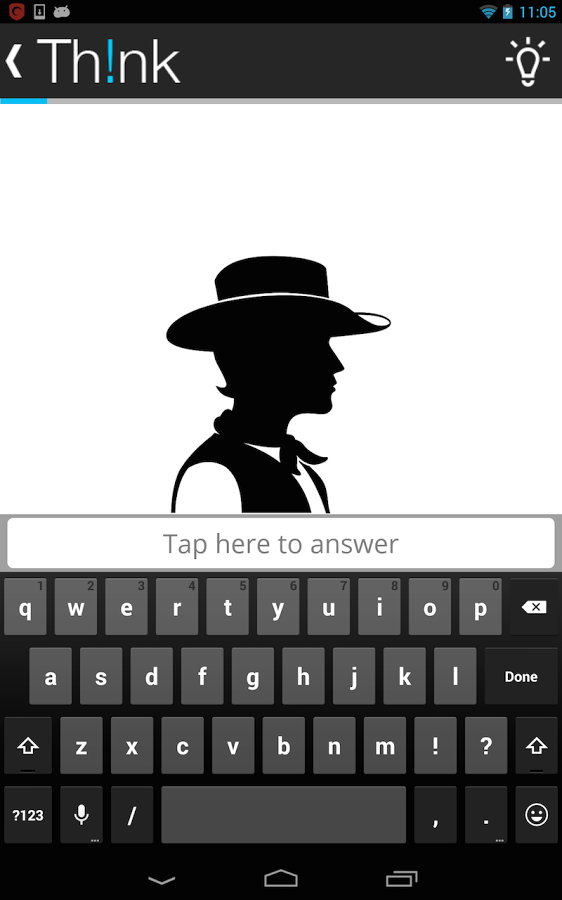 11:05
Th!nk
Tap here to answer
1 2 3 4 5 6 7 8 9 0
q w e r t y u i o p
a s d f g h j k l Done
z x c v b n m ! ?
?123 / , .